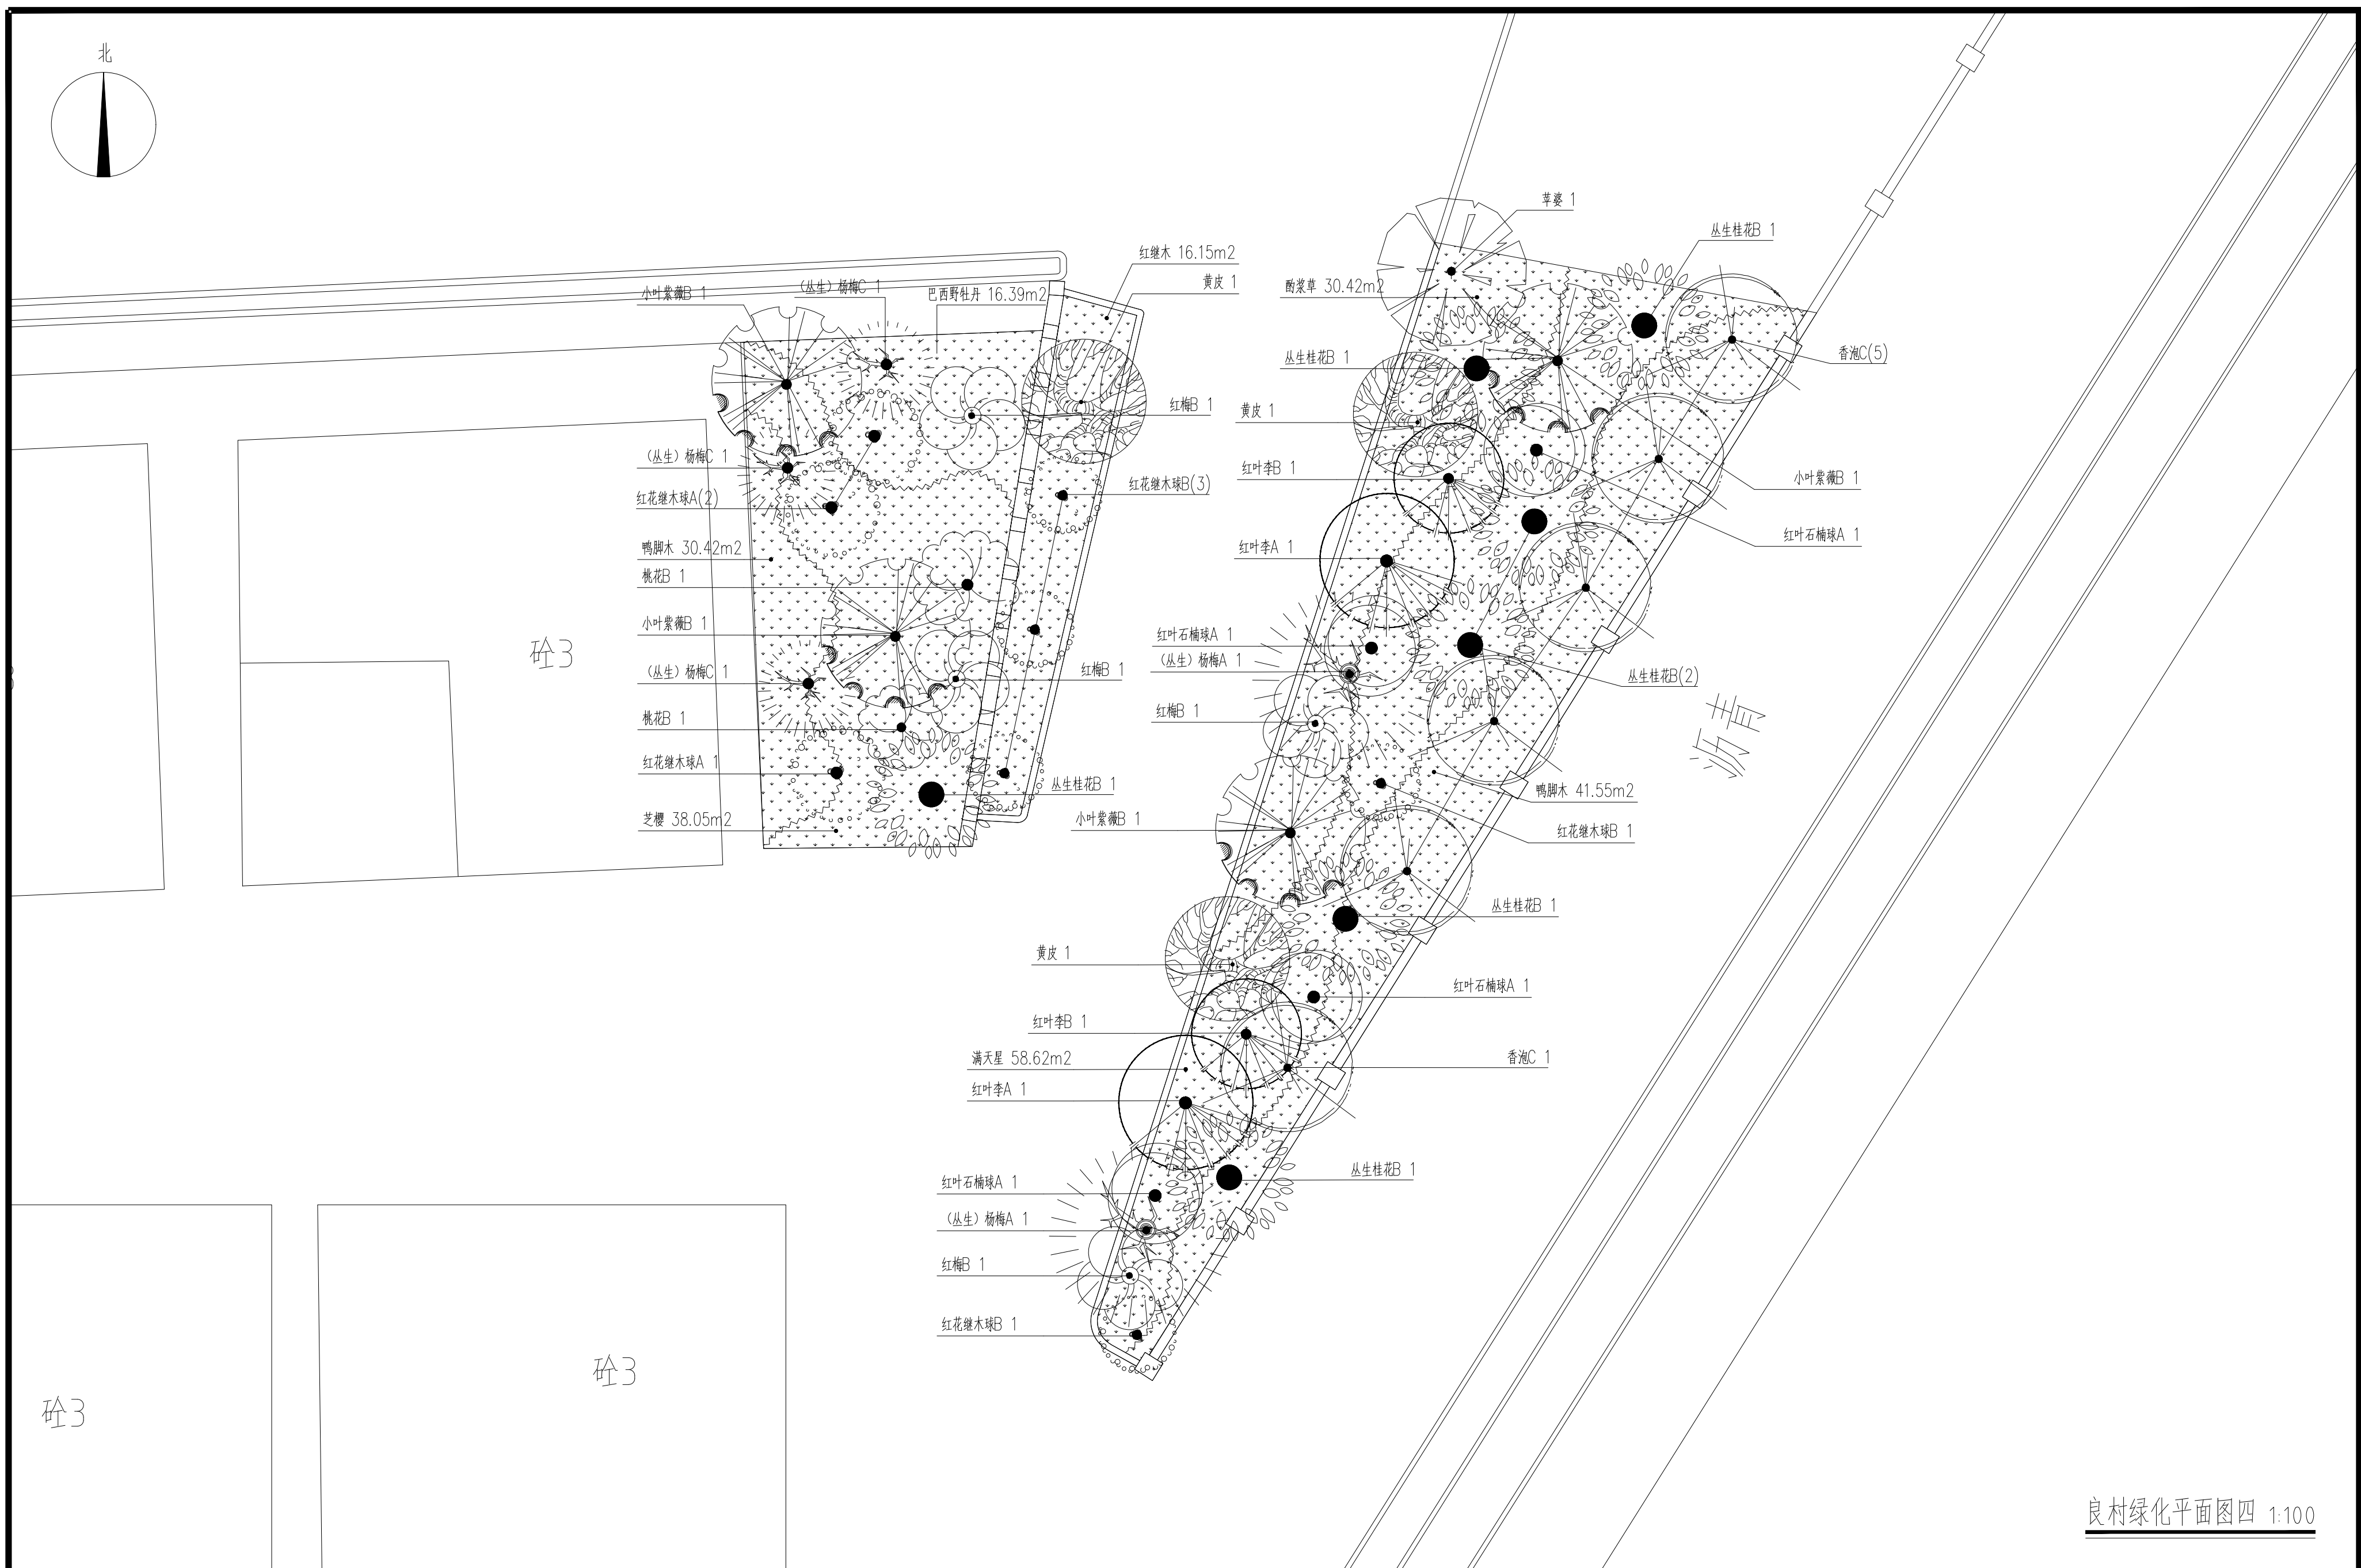 北
苹婆 1
丛生桂花B 1
红继木 16.15m2
黄皮 1
小叶紫薇B 1
（丛生）杨梅C 1
巴西野牡丹 16.39m2
酌浆草 30.42m2
丛生桂花B 1
香泡C(5)
红梅B 1
黄皮 1
（丛生）杨梅C 1
红叶李B 1
小叶紫薇B 1
红花继木球A(2)
红花继木球B(3)
红叶石楠球A 1
鸭脚木 30.42m2
红叶李A 1
桃花B 1
小叶紫薇B 1
红叶石楠球A 1
砼3
（丛生）杨梅C 1
红梅B 1
（丛生）杨梅A 1
丛生桂花B(2)
桃花B 1
红梅B 1
沥青
红花继木球A 1
丛生桂花B 1
鸭脚木 41.55m2
芝樱 38.05m2
小叶紫薇B 1
红花继木球B 1
丛生桂花B 1
黄皮 1
红叶石楠球A 1
红叶李B 1
满天星 58.62m2
香泡C 1
红叶李A 1
丛生桂花B 1
红叶石楠球A 1
（丛生）杨梅A 1
红梅B 1
红花继木球B 1
砼3
砼3
良村绿化平面图四 1:100